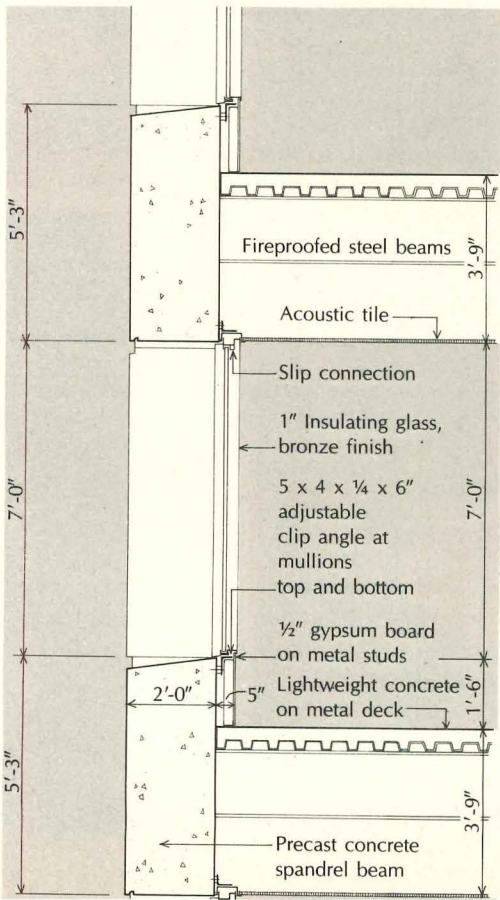 5'-3"
3'-9"
Fireproofed steel beams
Acoustic tile
Slip connection
1" Insulating glass,
bronze finish
7'-0"
7'-0"
5 x 4 x ¼ x 6"
adjustable
clip angle at
mullions
top and bottom
½" gypsum board
on metal studs
2'-0"
5"
Lightweight concrete
on metal deck
1'-6"
5'-3"
3'-9"
Precast concrete
spandrel beam